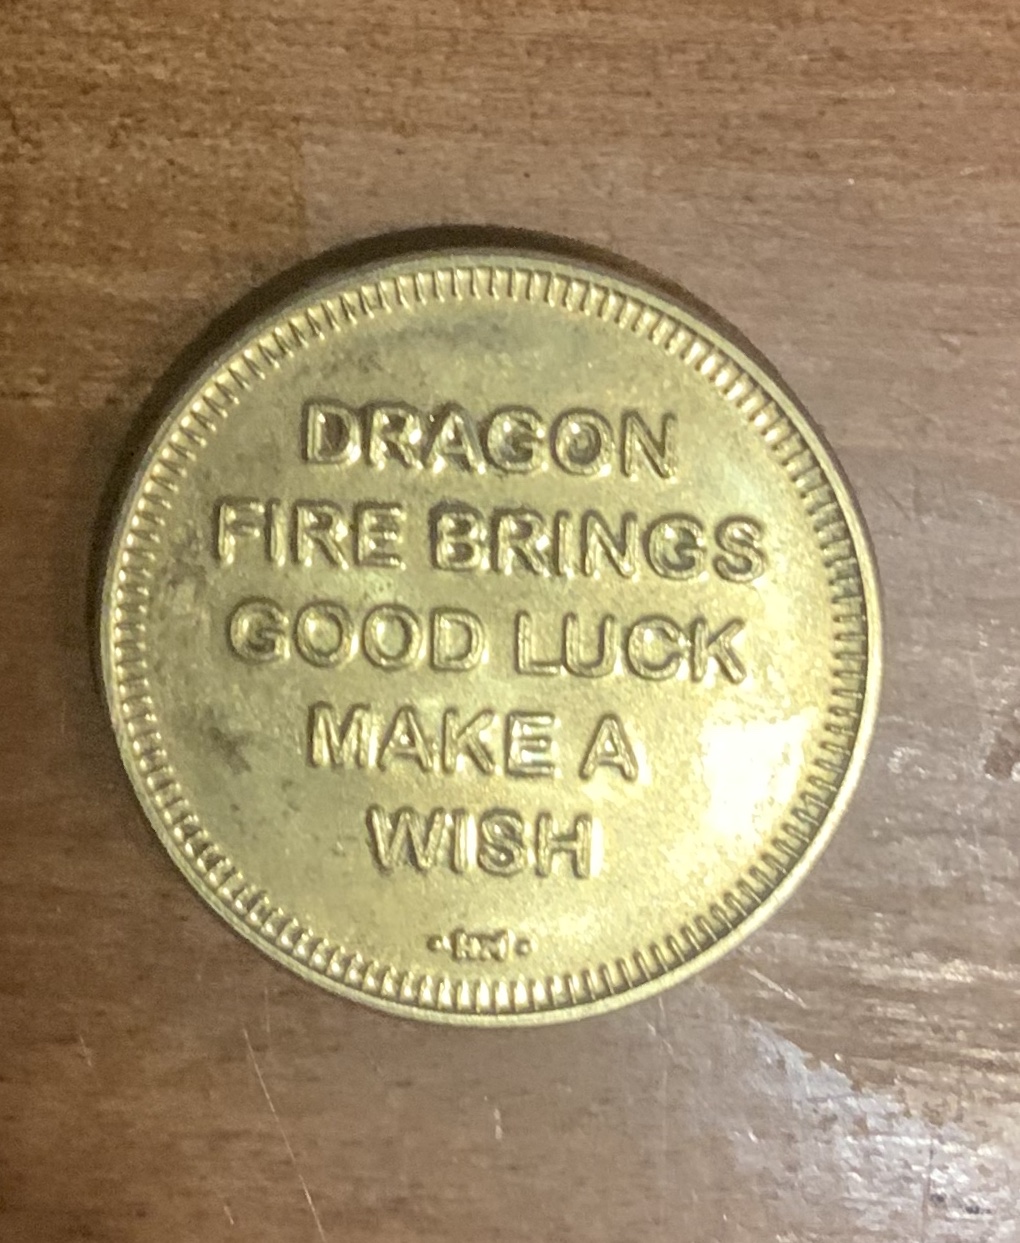 DRAGON
FIRE BRINGS
GOOD LUCK
MAKE A
WISH